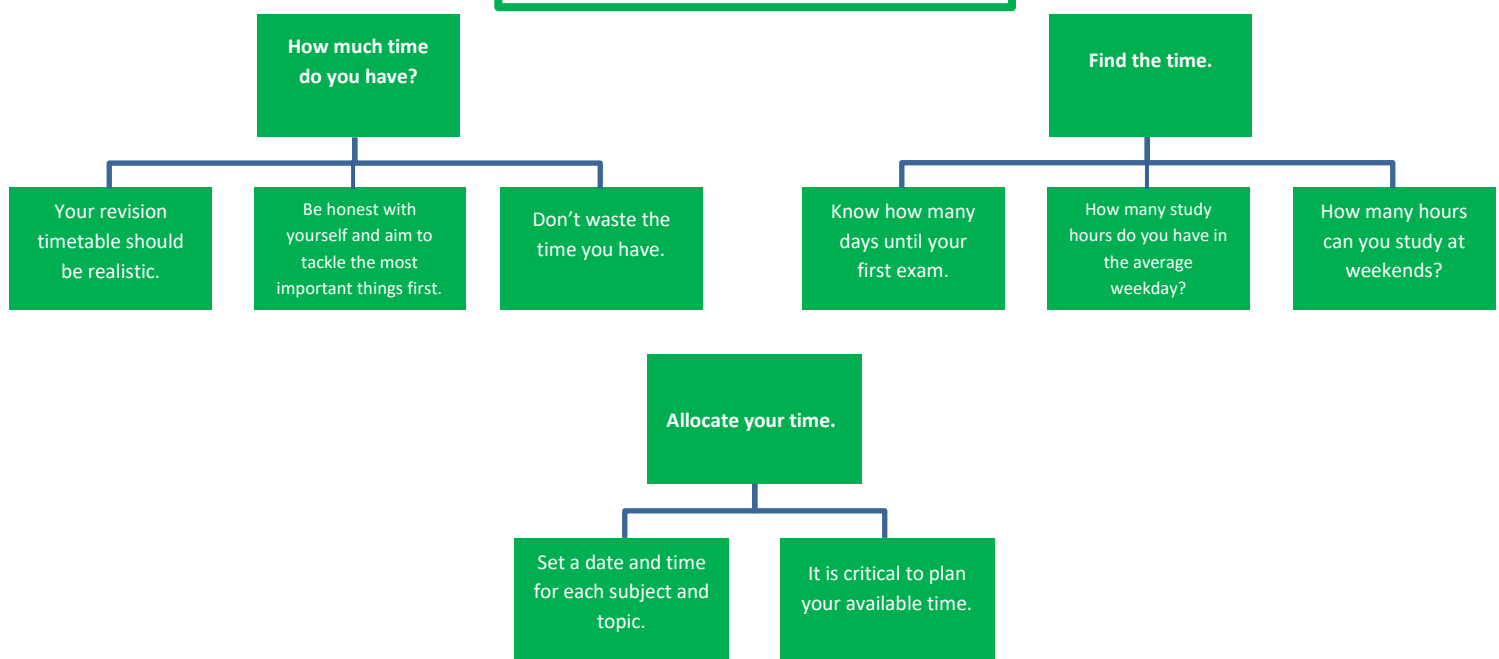 How much time
do you have?
Your revision
timetable should
be realistic.
Be honest with
yourself and aim to
tackle the most
important things first.
Don’t waste the
time you have.
Find the time.
Know how many
days until your
first exam.
How many study
hours do you have in
the average
weekday?
How many hours
can you study at
weekends?
Allocate your time.
Set a date and time
for each subject and
topic.
It is critical to plan
your available time.